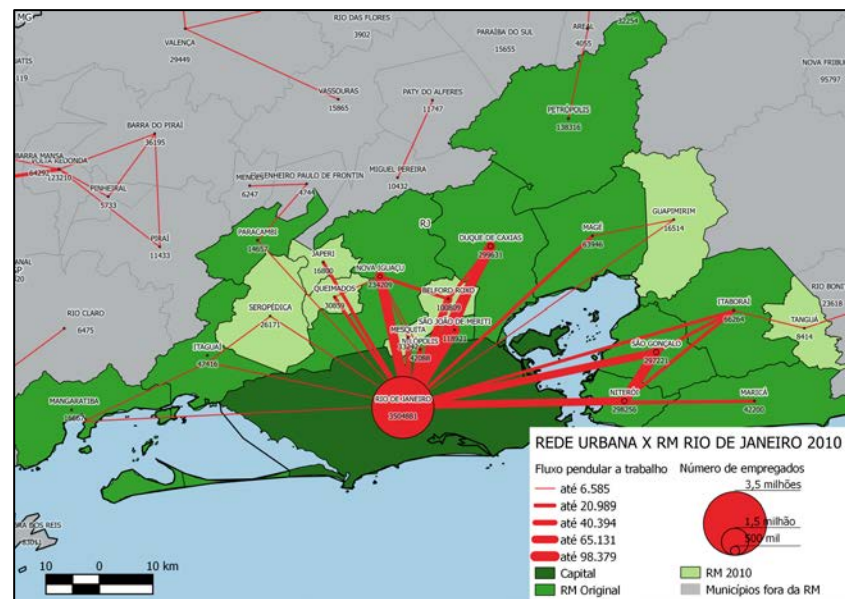 MG
RIO DAS FLORES
3902
PARAÍBA DO SUL
15655
AREAL
4055
32254
VALENÇA
29449
NOVA FRIBU
95797
VASSOURAS
15865
PATY DO ALFERES
11747
PETRÓPOLIS
138316
BARRA DO PIRAÍ
36195
BARRA MANSA
64292
VOLTA REDONDA
123210
PINHEIRAL
5733
MENDES
6247
ENGENHEIRO PAULO DE FRONTIN
4744
MIGUEL PEREIRA
10432
PIRAÍ
11433
PARACAMBI
14657
RJ
DUQUE DE CAXIAS
299631
MAGÉ
63946
GUAPIMIRIM
16514
JAPERI
16800
NOVA IGUAÇU
234209
QUEIMADOS
30859
BELFORD ROXO
100809
SEROPÉDICA
26171
SÃO JOÃO DE MERITI
118921
MESQUITA
42088
RIO CLARO
6475
ITAGUAÍ
47416
ITABORAÍ
66264
RIO BONIT
23618
TANGUÁ
8414
SÃO GONÇALO
297221
MANGARATIBA
RIO DE JANEIRO
3504881
NITERÓI
298256
MARICÁ
42200
RA DOS REIS
REDE URBANA X RM RIO DE JANEIRO 2010
Fluxo pendular a trabalho
até 6.585
até 20.989
até 40.394
até 65.131
até 98.379
Capital
RM Original
Número de empregados
3,5 milhões
1,5 milhão
500 mil
RM 2010
Municípios fora da RM
10 0 10 km